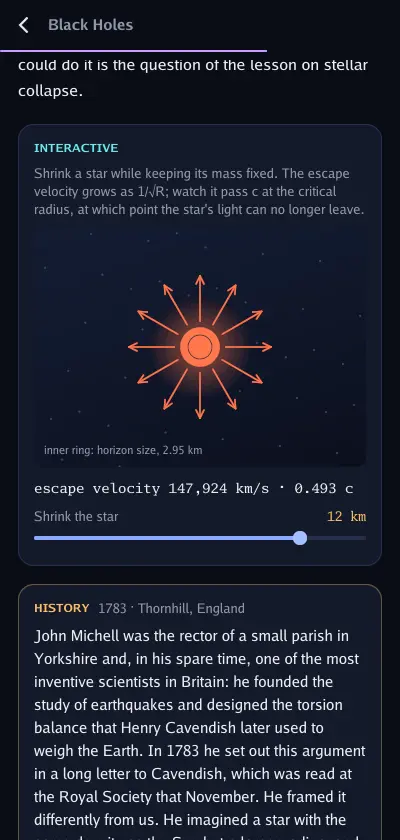 Black Holes
could do it is the question of the lesson on stellar
collapse.
INTERACTIVE
Shrink a star while keeping its mass fixed. The escape
velocity grows as 1/√R; watch it pass c at the critical
radius, at which point the star's light can no longer leave.
inner ring: horizon size, 2.95 km
escape velocity 147,924 km/s · 0.493 c
Shrink the star 12 km
HISTORY 1783 · Thornhill, England
John Michell was the rector of a small parish in
Yorkshire and, in his spare time, one of the most
inventive scientists in Britain: he founded the
study of earthquakes and designed the torsion
balance that Henry Cavendish later used to
weigh the Earth. In 1783 he set out this argument
in a long letter to Cavendish, which was read at
the Royal Society that November. He framed it
differently from us. He imagined a star with the